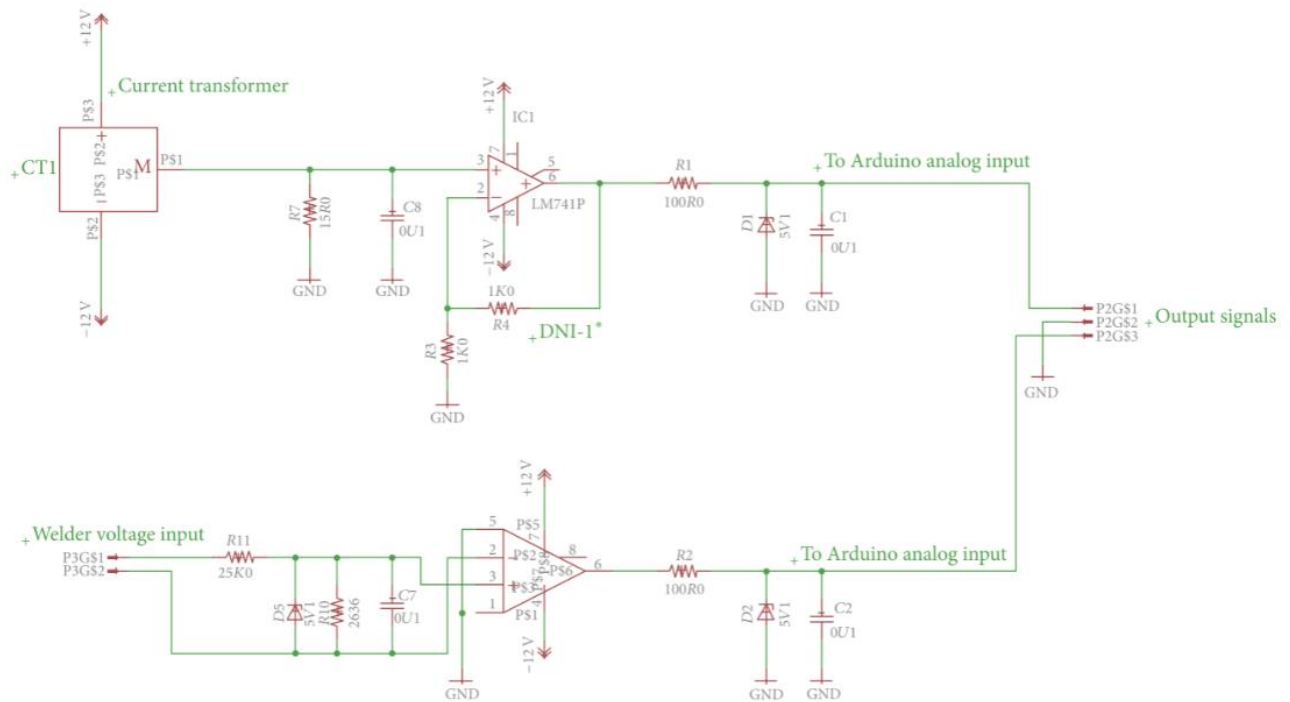 +12 V
P$3
+ Current transformer
+ CT1
+
P$2
P$3
P$1
M
P$1
P$2
−12 V
R7
15R0
GND
C8
0U1
GND
+12 V
IC1
7
1
3
+
5
6
+
2
−
4
8
LM741P
−12 V
1K0
R4
+ DNI-1*
R3
1K0
GND
R1
100R0
+ To Arduino analog input
D1
5V1
GND
C1
0U1
GND
P2G$1
P2G$2
P2G$3
+ Output signals
GND
+ Welder voltage input
P3G$1
P3G$2
R11
25K0
D5
5V1
R10
2636
C7
0U1
+12 V
5
P$5
7
8
2
P$2
−
P$6
6
3
+
P$3
1
P$1
4
−12 V
GND
R2
100R0
+ To Arduino analog input
D2
5V1
GND
C2
0U1
GND